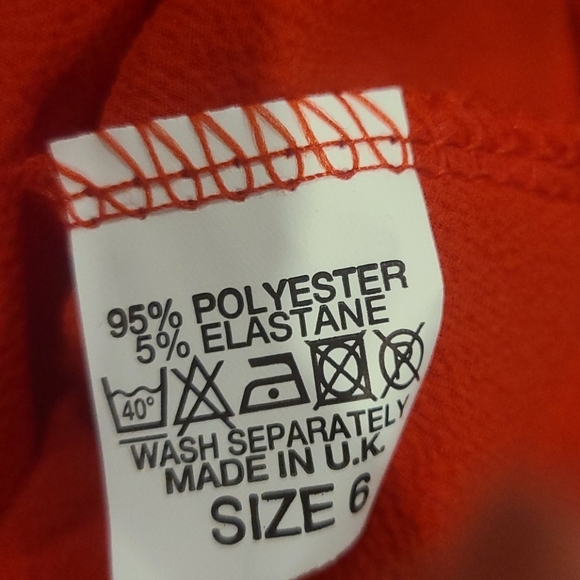 95% POLYESTER
5% ELASTANE
40°
WASH SEPARATELY
MADE IN U.K.
SIZE 6